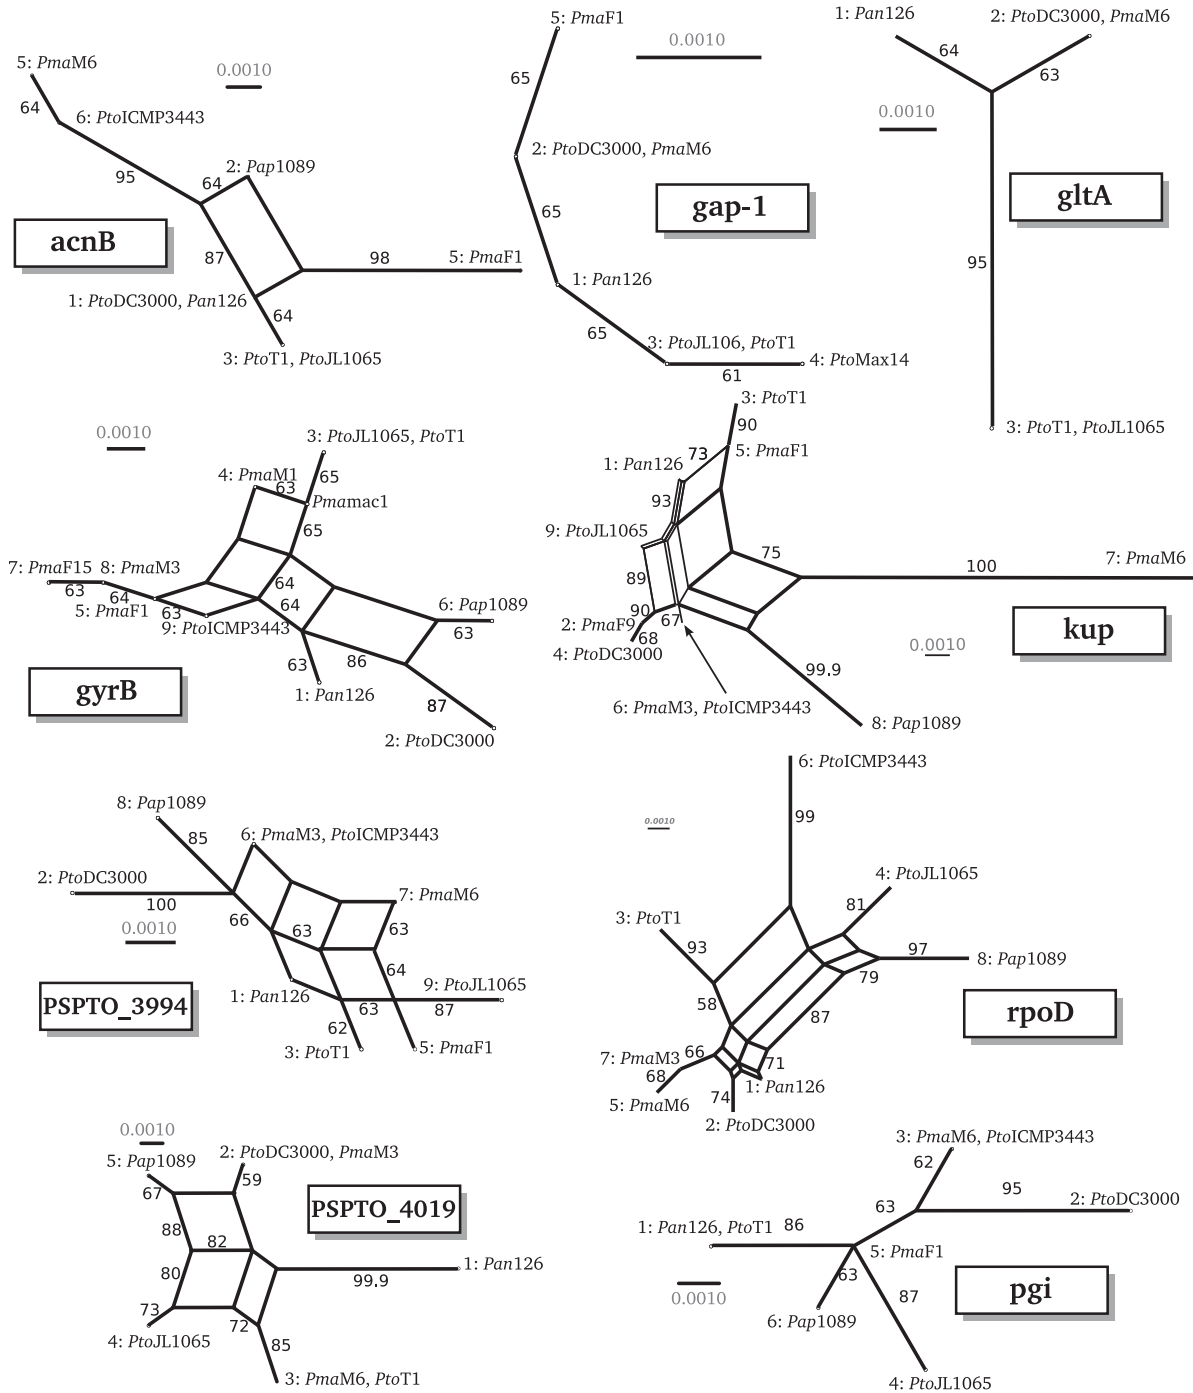 5: PmaM6
0.0010
64
6: PtoICMP3443
95
2: Pap1089
64
acnB
87
98
5: PmaF1
1: PtoDC3000, Pan126
64
3: PtoT1, PtoJL1065
5: PmaF1
0.0010
65
2: PtoDC3000, PmaM6
gap-1
65
1: Pan126
65
3: PtoJL106, PtoT1
4: PtoMax14
61
1: Pan126
2: PtoDC3000, PmaM6
64
63
0.0010
gltA
95
3: PtoT1, PtoJL1065
0.0010
3: PtoJL1065, PtoT1
4: PmaM1
63
65
Pmamac1
65
7: PmaF15
8: PmaM3
63
64
5: PmaF1
63
9: PtoICMP3443
64
64
6: Pap1089
63
86
63
1: Pan126
gyrB
87
2: PtoDC3000
3: PtoT1
90
73
5: PmaF1
1: Pan126
93
9: PtoJL1065
75
7: PmaM6
100
89
90
67
2: PmaF9
68
4: PtoDC3000
kup
0.0010
99.9
6: PmaM3, PtoICMP3443
8: Pap1089
8: Pap1089
85
6: PmaM3, PtoICMP3443
2: PtoDC3000
100
7: PmaM6
66
63
63
0.0010
64
1: Pan126
9: PtoJL1065
PSPTO_3994
63
87
62
3: PtoT1
5: PmaF1
6: PtoICMP3443
0.0010
99
4: PtoJL1065
81
3: PtoT1
93
97
8: Pap1089
79
58
87
rpoD
7: PmaM3
66
71
68
1: Pan126
5: PmaM6
74
2: PtoDC3000
0.0010
5: Pap1089
2: PtoDC3000, PmaM3
67
59
PSPTO_4019
88
82
1: Pan126
80
99.9
73
72
4: PtoJL1065
85
3: PmaM6, PtoT1
3: PmaM6, PtoICMP3443
62
95
2: PtoDC3000
63
1: Pan126, PtoT1
86
5: PmaF1
63
87
pgi
0.0010
6: Pap1089
4: PtoJL1065